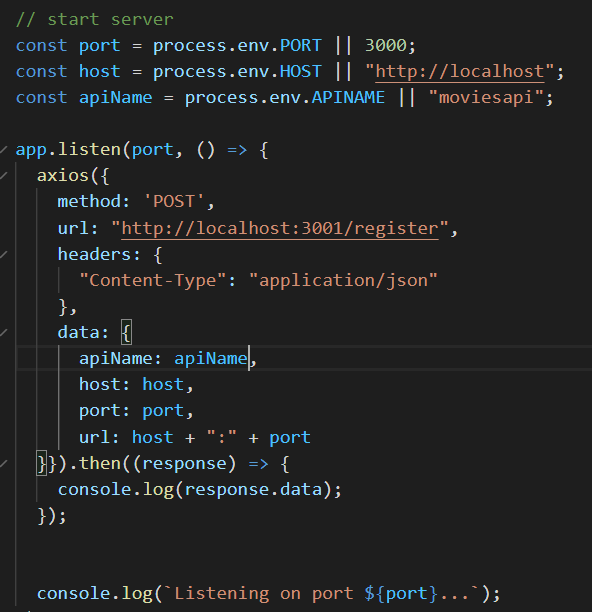 // start server
const port = process.env.PORT || 3000;
const host = process.env.HOST || "http://localhost";
const apiName = process.env.APINAME || "moviesapi";
app.listen(port, () => {
axios({
method: 'POST',
url: "http://localhost:3001/register",
headers: {
"Content-Type": "application/json"
},
data: {
apiName: apiName,
host: host,
port: port,
url: host + ":" + port
}}).then((response) => {
console.log(response.data);
});
console.log(`Listening on port ${port}...`);